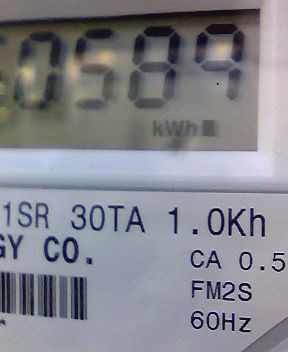 0589
kWh
1SR 30TA 1.0Kh
GY CO.
CA 0.5
FM2S
60Hz